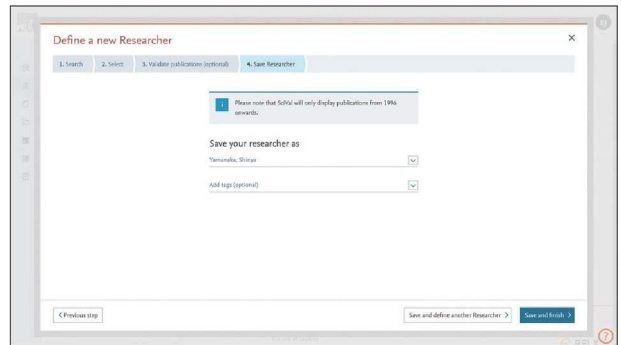 Define a new Researcher
1. Search
2. Select
3. Validate publications (optional)
4. Save Researcher
Please note that SciVal will only display publications from 1996
onwards.
Save your researcher as
Yamanaka, Shinya
Add tags (optional)
Previous step
Save and define another Researcher
Save and finish